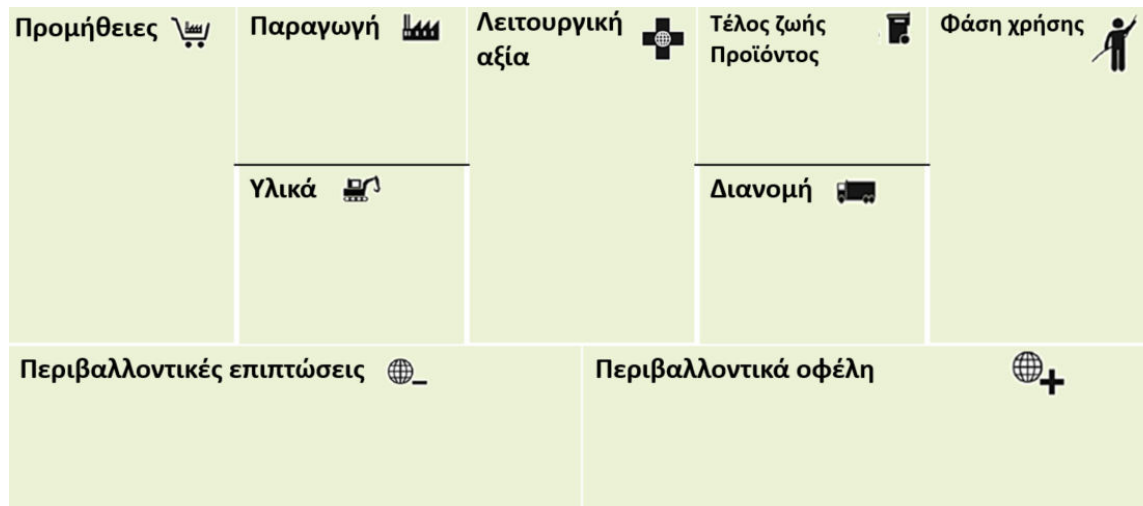 Προμήθειες
Παραγωγή
Λειτουργική
αξία
Τέλος ζωής
Προϊόντος
Φάση χρήσης
Υλικά
Διανομή
Περιβαλλοντικές επιπτώσεις
Περιβαλλοντικά οφέλη